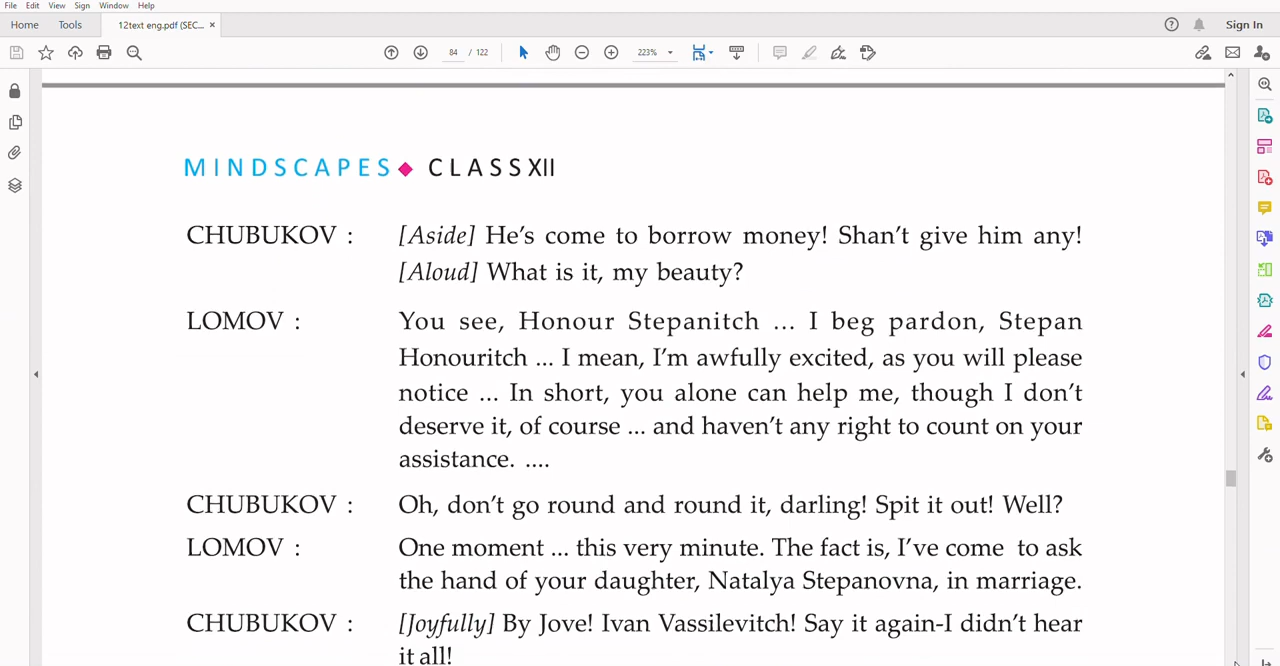 File Edit View Sign Window Help
Home Tools 12text eng.pdf (SEC... × Sign In
84 / 122 223%
MINDSCAPES CLASS XII
CHUBUKOV : [Aside] He's come to borrow money! Shan't give him any!
[Aloud] What is it, my beauty?
LOMOV : You see, Honour Stepanitch ... I beg pardon, Stepan
Honouritch ... I mean, I'm awfully excited, as you will please
notice ... In short, you alone can help me, though I don't
deserve it, of course ... and haven't any right to count on your
assistance. ....
CHUBUKOV : Oh, don't go round and round it, darling! Spit it out! Well?
LOMOV : One moment ... this very minute. The fact is, I've come to ask
the hand of your daughter, Natalya Stepanovna, in marriage.
CHUBUKOV : [Joyfully] By Jove! Ivan Vassilevitch! Say it again-I didn't hear
it all!